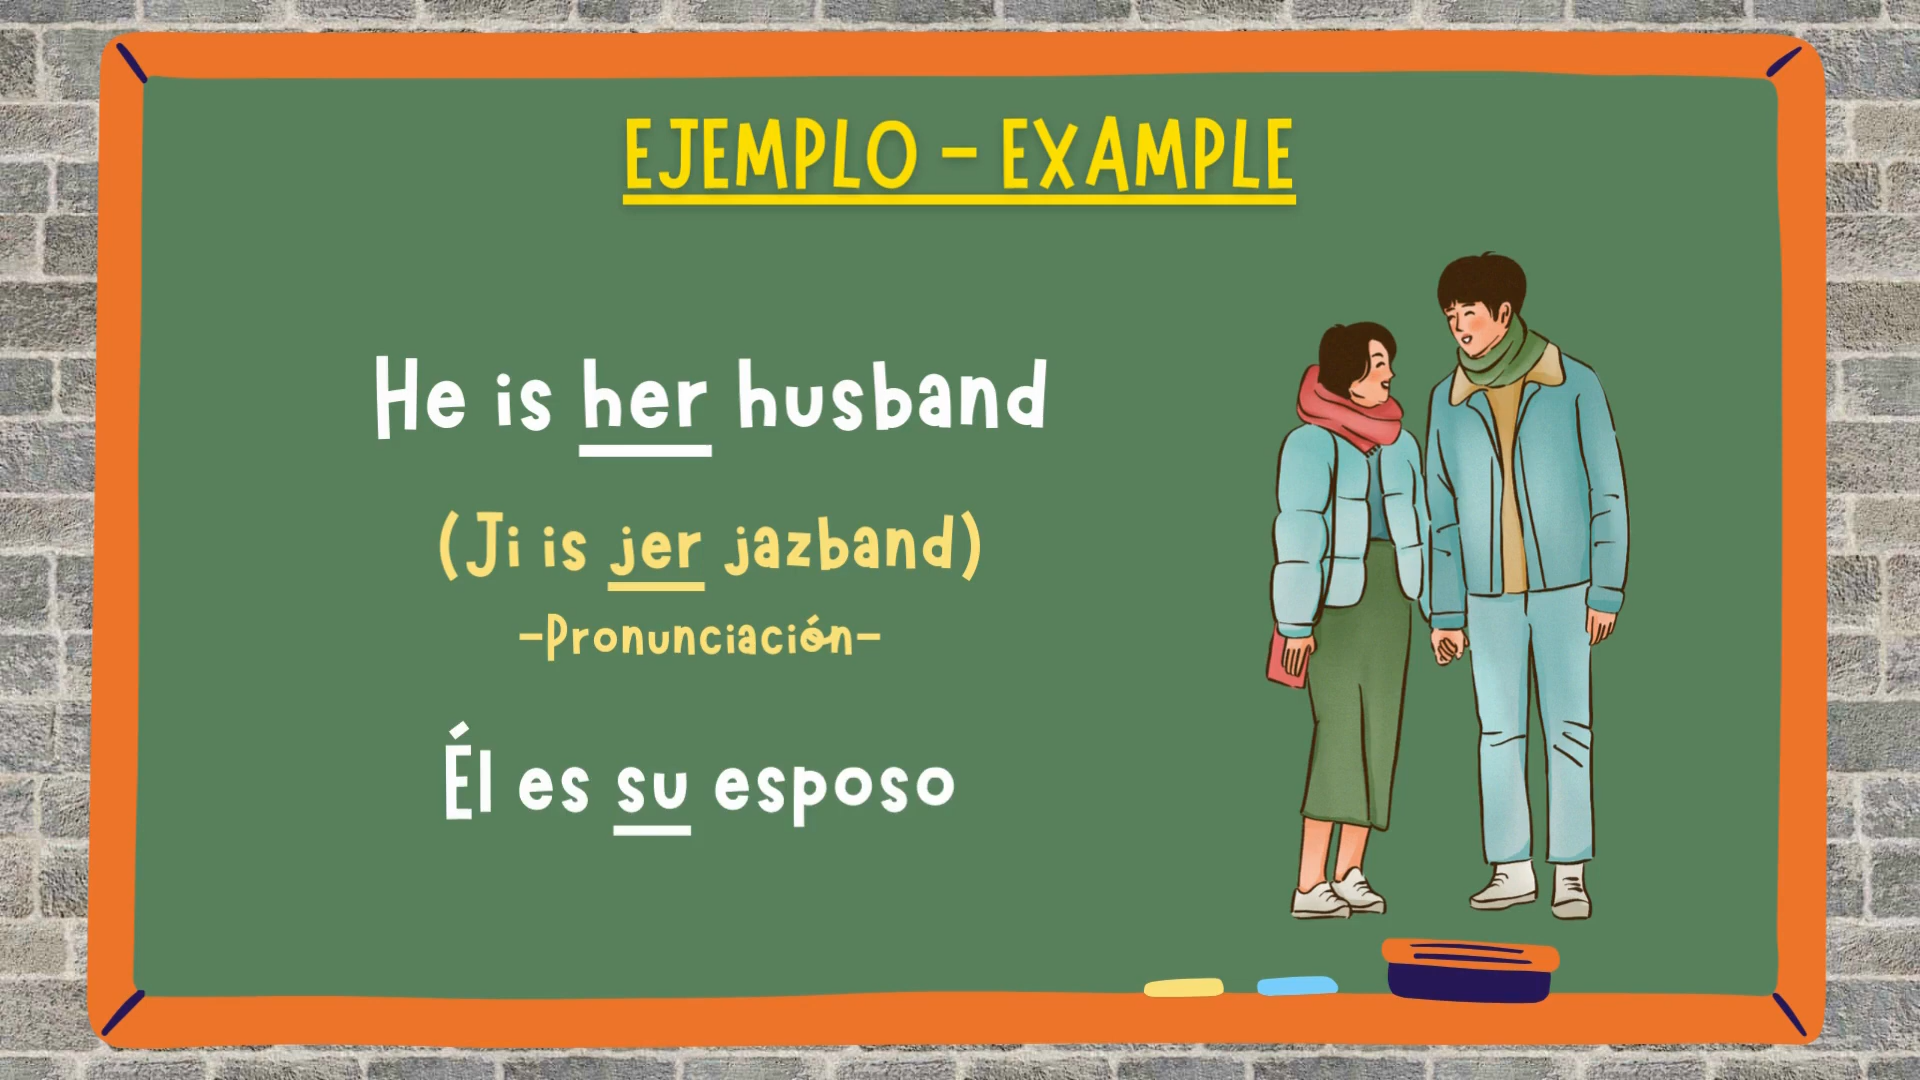 EJEMPLO - EXAMPLE
He is her husband
(Ji is jer jazband)
-Pronunciación-
Él es su esposo